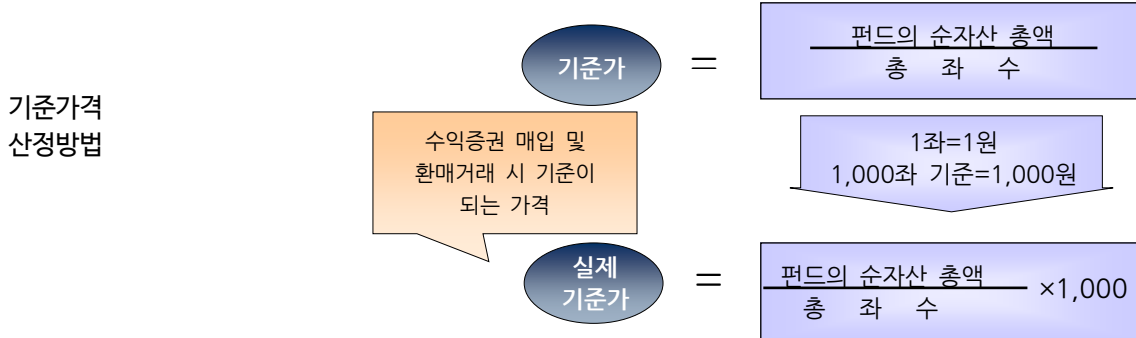 기준가격
산정방법
기준가
=
펀드의 순자산 총액
총 좌 수
수익증권 매입 및
환매거래 시 기준이
되는 가격
1좌=1원
1,000좌 기준=1,000원
실제
기준가
=
펀드의 순자산 총액
총 좌 수
×1,000